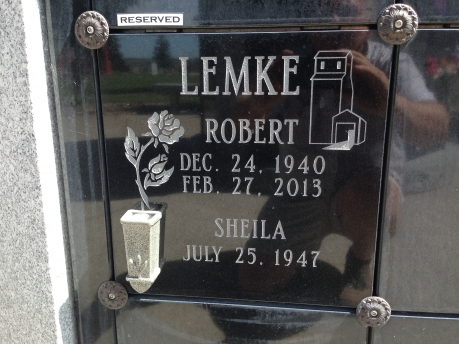 RESERVED
LEMKE
ROBERT
DEC. 24, 1940
FEB. 27, 2013
SHEILA
JULY 25, 1947